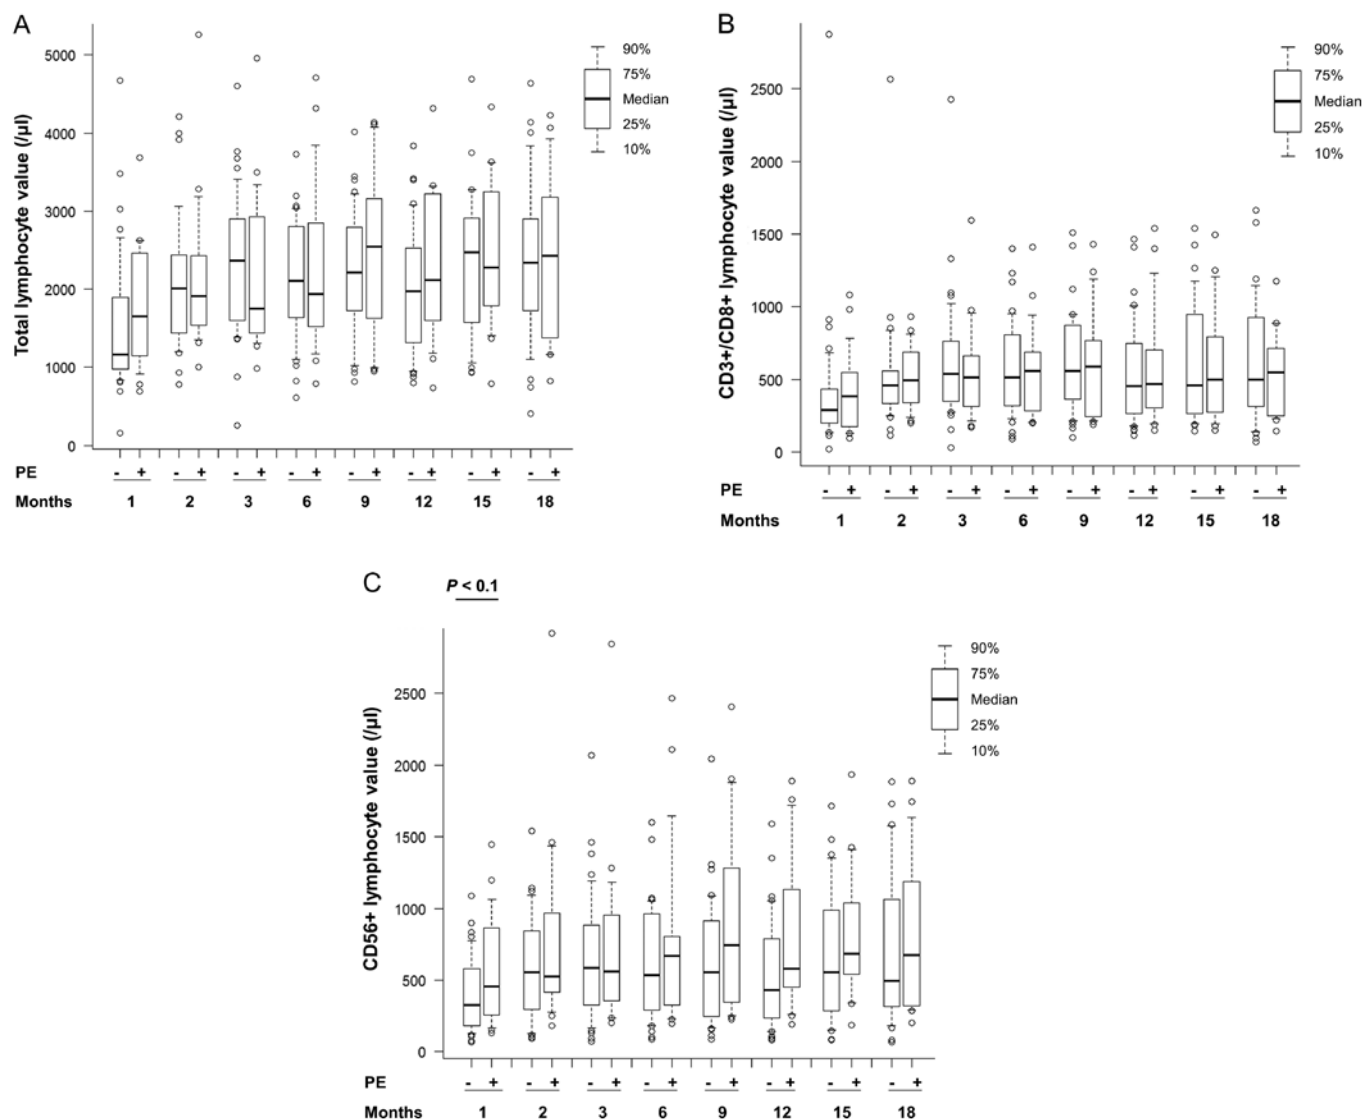 A
Total lymphocyte value (/µl)
5000
4000
3000
2000
1000
0
90%
75%
Median
25%
10%
PE - + - + - + - + - + - + - + - +
Months 1 2 3 6 9 12 15 18
B
CD3+/CD8+ lymphocyte value (/µl)
2500
2000
1500
1000
500
0
90%
75%
Median
25%
10%
PE - + - + - + - + - + - + - + - +
Months 1 2 3 6 9 12 15 18
C
P < 0.1
CD56+ lymphocyte value (/µl)
2500
2000
1500
1000
500
0
90%
75%
Median
25%
10%
PE - + - + - + - + - + - + - + - +
Months 1 2 3 6 9 12 15 18